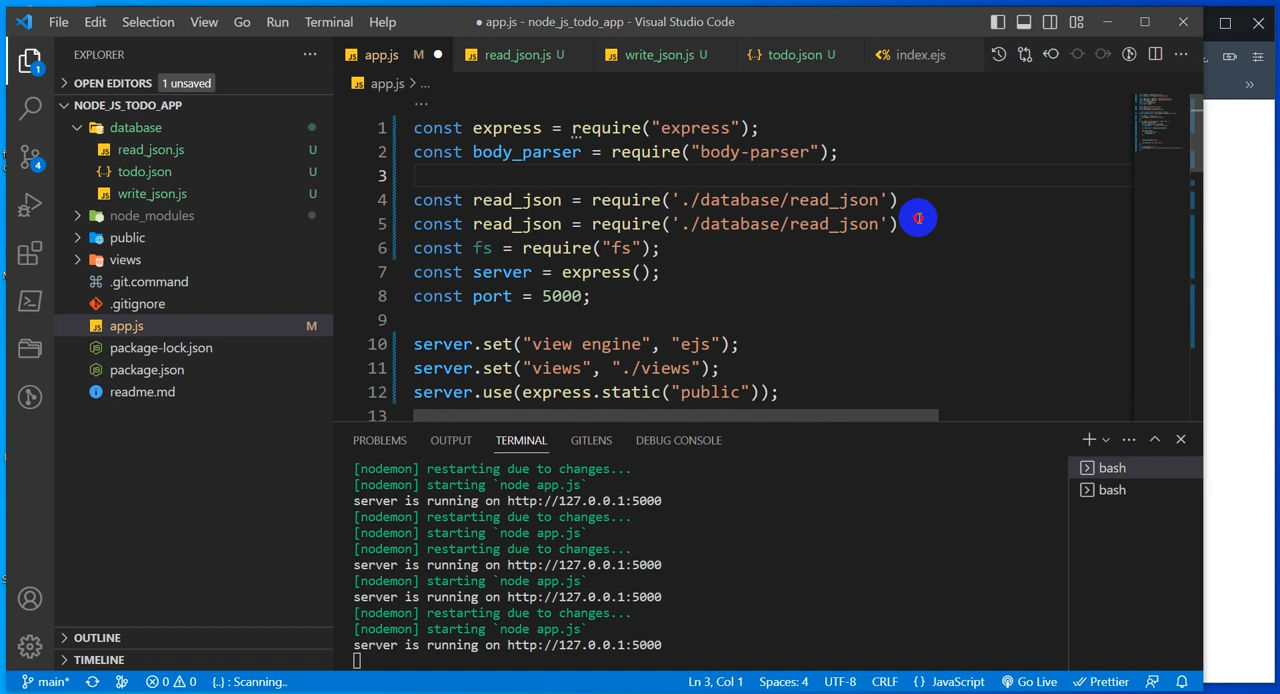 File Edit Selection View Go Run Terminal Help
● app.js - node_js_todo_app - Visual Studio Code
EXPLORER
OPEN EDITORS 1 unsaved
NODE_JS_TODO_APP
database
read_json.js U
todo.json U
write_json.js U
node_modules
public
views
.git.command
.gitignore
app.js M
package-lock.json
package.json
readme.md
OUTLINE
TIMELINE
1
4
app.js M
read_json.js U
write_json.js U
todo.json U
index.ejs
app.js > ...
1 const express = require("express");
2 const body_parser = require("body-parser");
3
4 const read_json = require('./database/read_json')
5 const read_json = require('./database/read_json')
6 const fs = require("fs");
7 const server = express();
8 const port = 5000;
9
10 server.set("view engine", "ejs");
11 server.set("views", "./views");
12 server.use(express.static("public"));
13
PROBLEMS OUTPUT TERMINAL GITLENS DEBUG CONSOLE
[nodemon] restarting due to changes...
[nodemon] starting `node app.js`
server is running on http://127.0.0.1:5000
[nodemon] restarting due to changes...
[nodemon] starting `node app.js`
[nodemon] restarting due to changes...
server is running on http://127.0.0.1:5000
[nodemon] starting `node app.js`
server is running on http://127.0.0.1:5000
[nodemon] restarting due to changes...
[nodemon] starting `node app.js`
server is running on http://127.0.0.1:5000
bash
bash
main* 0 0 {..} : Scanning.. Ln 3, Col 1 Spaces: 4 UTF-8 CRLF {} JavaScript Go Live Prettier